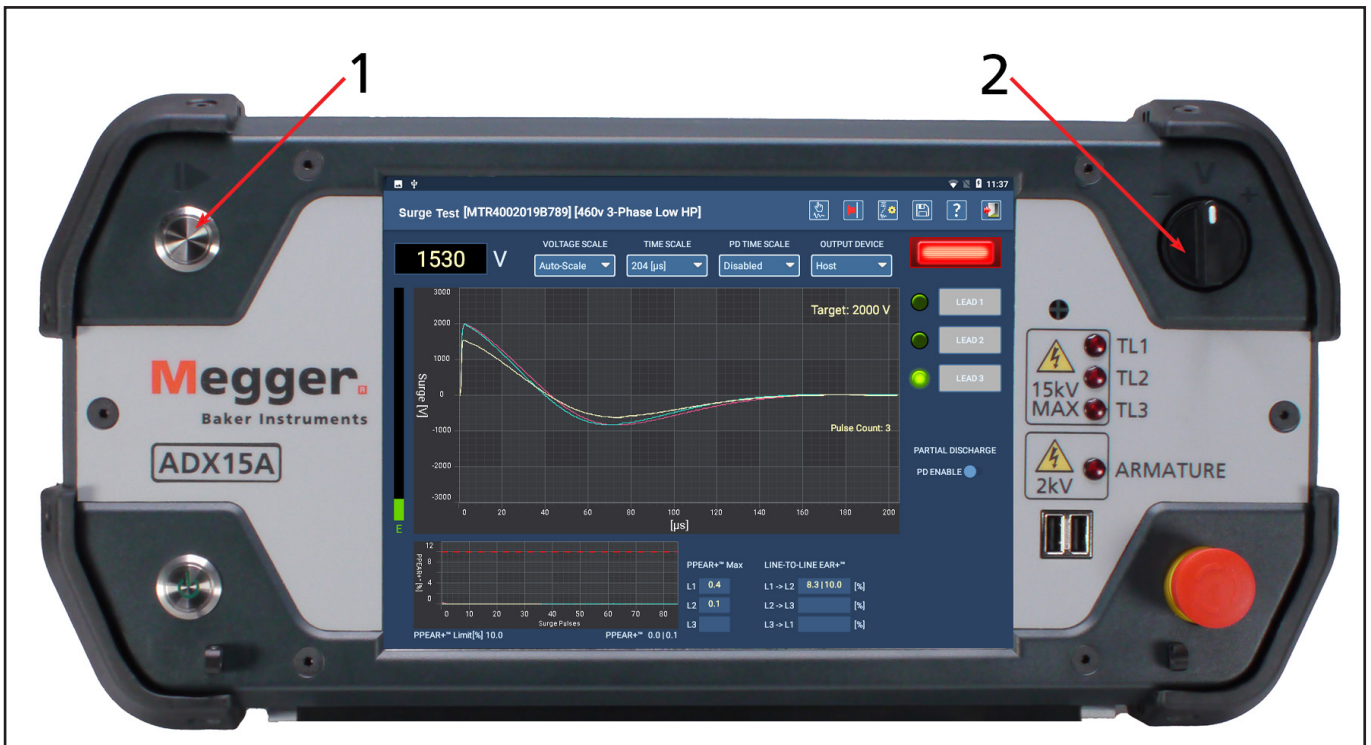 1
2
11:37
Surge Test [MTR4002019B789] [460v 3-Phase Low HP]
?
1530 V
VOLTAGE SCALE
Auto-Scale
TIME SCALE
204 [µs]
PD TIME SCALE
Disabled
OUTPUT DEVICE
Host
V
- +
3000
2000
1000
0
-1000
-2000
-3000
Surge [V]
Target: 2000 V
Pulse Count: 3
0 20 40 60 80 100 120 140 160 180 200
[µs]
E
LEAD 1
LEAD 2
LEAD 3
PARTIAL DISCHARGE
PD ENABLE
Megger®
Baker Instruments
ADX15A
15kV
MAX
TL1
TL2
TL3
2kV
ARMATURE
12
8
4
0
PPEAR+™ [%]
0 10 20 30 40 50 60 70 80
Surge Pulses
PPEAR+™ Limit[%] 10.0
PPEAR+™ 0.0|0.1
PPEAR+™ Max
L1 0.4
L2 0.1
L3
LINE-TO-LINE EAR+™
L1 -> L2 8.3|10.0 [%]
L2 -> L3 [%]
L3 -> L1 [%]